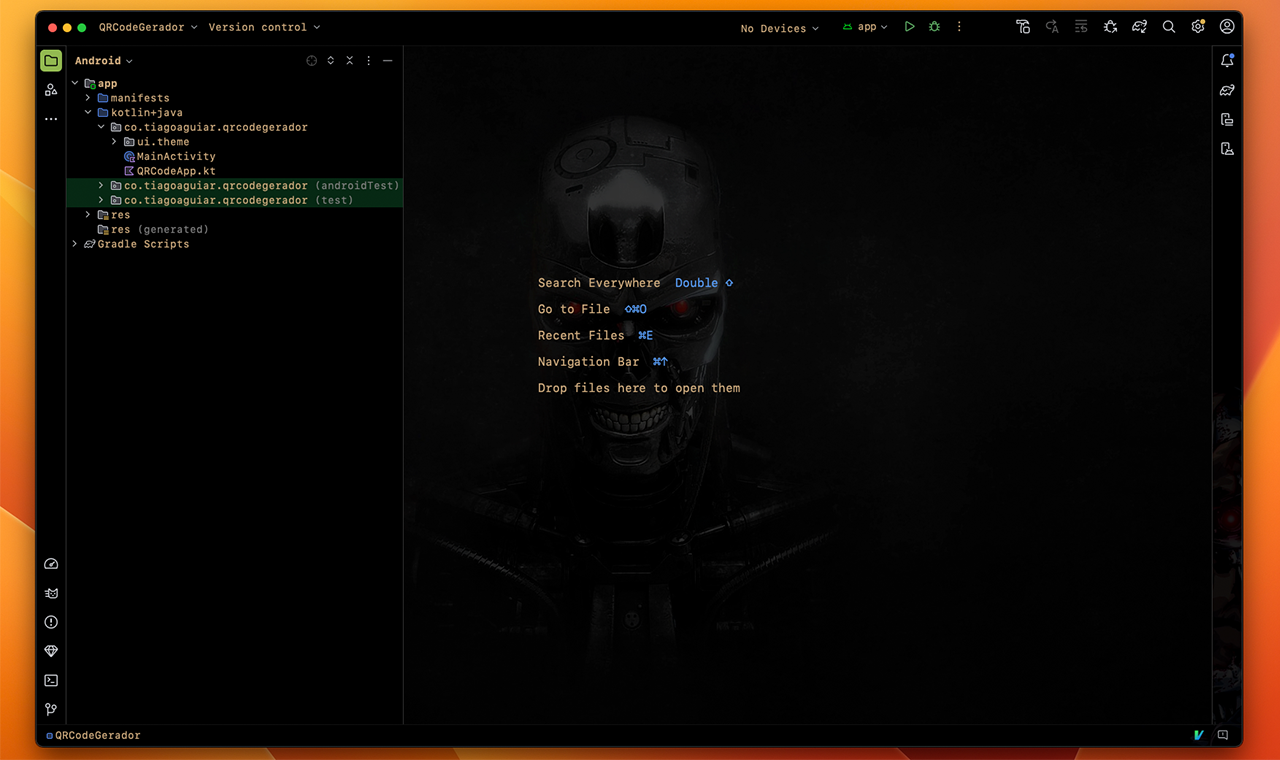 QRCodeGerador Version control No Devices app
Android
app
manifests
kotlin+java
co.tiagoaguiar.qrcodegerador
ui.theme
MainActivity
QRCodeApp.kt
co.tiagoaguiar.qrcodegerador (androidTest)
co.tiagoaguiar.qrcodegerador (test)
res
res (generated)
Gradle Scripts
Search Everywhere Double ⇧
Go to File ⇧⌘O
Recent Files ⌘E
Navigation Bar ⌘↑
Drop files here to open them
QRCodeGerador